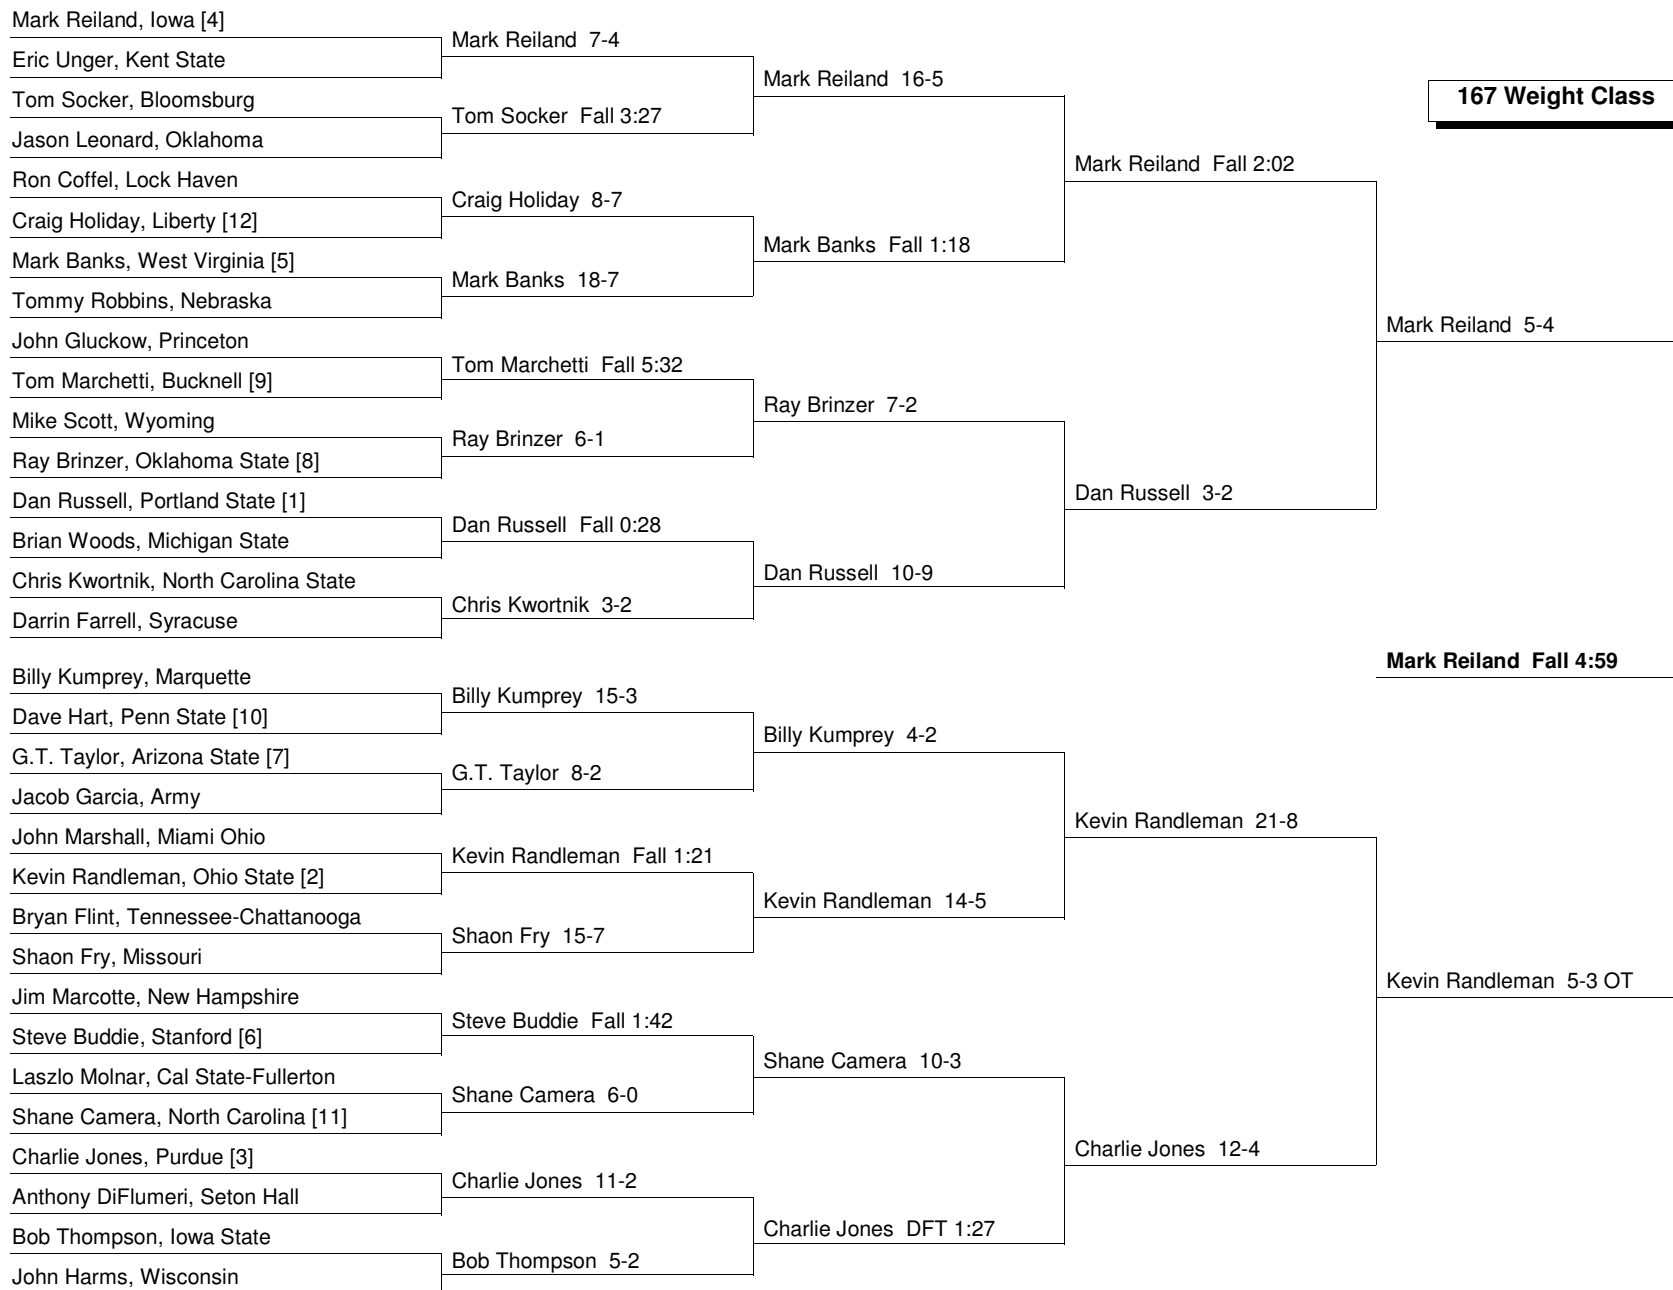 Mark Reiland, Iowa [4]
Eric Unger, Kent State
Tom Socker, Bloomsburg
Jason Leonard, Oklahoma
Ron Coffel, Lock Haven
Craig Holiday, Liberty [12]
Mark Banks, West Virginia [5]
Tommy Robbins, Nebraska
John Gluckow, Princeton
Tom Marchetti, Bucknell [9]
Mike Scott, Wyoming
Ray Brinzer, Oklahoma State [8]
Dan Russell, Portland State [1]
Brian Woods, Michigan State
Chris Kwortnik, North Carolina State
Darrin Farrell, Syracuse
Billy Kumprey, Marquette
Dave Hart, Penn State [10]
G.T. Taylor, Arizona State [7]
Jacob Garcia, Army
John Marshall, Miami Ohio
Kevin Randleman, Ohio State [2]
Bryan Flint, Tennessee-Chattanooga
Shaon Fry, Missouri
Jim Marcotte, New Hampshire
Steve Buddie, Stanford [6]
Laszlo Molnar, Cal State-Fullerton
Shane Camera, North Carolina [11]
Charlie Jones, Purdue [3]
Anthony DiFlumeri, Seton Hall
Bob Thompson, Iowa State
John Harms, Wisconsin
Mark Reiland 7-4
Tom Socker Fall 3:27
Craig Holiday 8-7
Mark Banks 18-7
Tom Marchetti Fall 5:32
Ray Brinzer 6-1
Dan Russell Fall 0:28
Chris Kwortnik 3-2
Billy Kumprey 15-3
G.T. Taylor 8-2
Kevin Randleman Fall 1:21
Shaon Fry 15-7
Steve Buddie Fall 1:42
Shane Camera 6-0
Charlie Jones 11-2
Bob Thompson 5-2
Mark Reiland 16-5
Mark Banks Fall 1:18
Ray Brinzer 7-2
Dan Russell 10-9
Billy Kumprey 4-2
Kevin Randleman 14-5
Shane Camera 10-3
Charlie Jones DFT 1:27
Mark Reiland Fall 2:02
Dan Russell 3-2
Kevin Randleman 21-8
Charlie Jones 12-4
167 Weight Class
Mark Reiland 5-4
Mark Reiland Fall 4:59
Kevin Randleman 5-3 OT